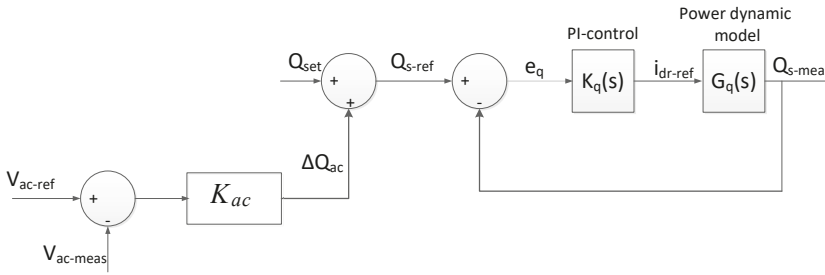 Power dynamic
model
PI-control
Qset
+
+
Qs-ref
+
-
eq
Kq(s)
idr-ref
Gq(s)
Qs-mea
ΔQac
Vac-ref
+
-
Kac
Vac-meas